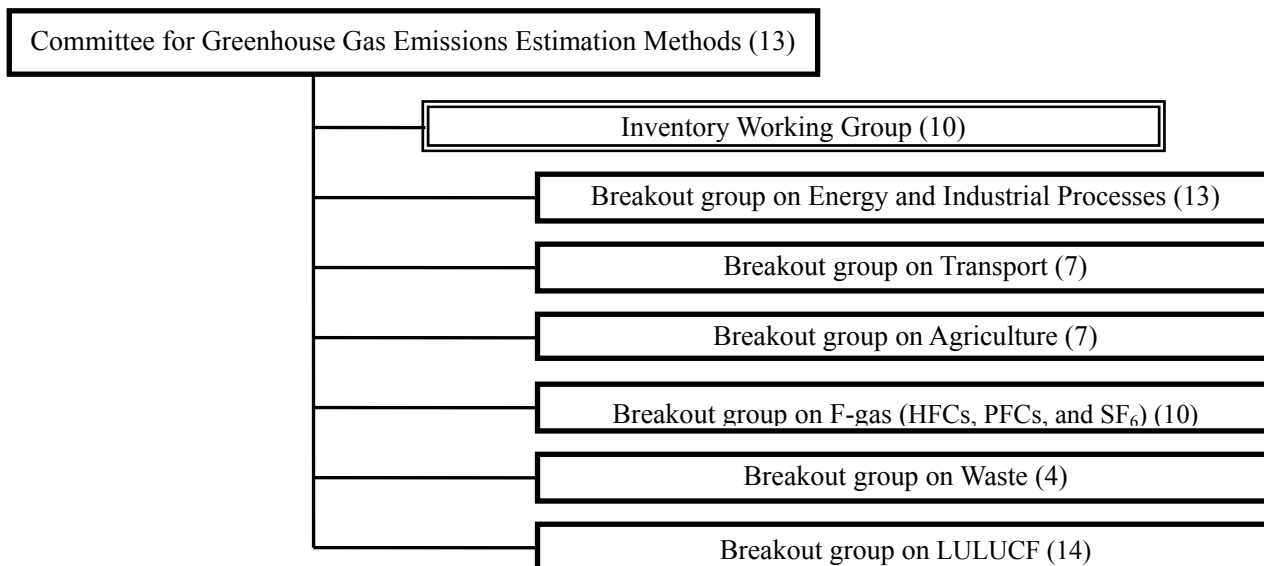 Committee for Greenhouse Gas Emissions Estimation Methods (13)
Inventory Working Group (10)
Breakout group on Energy and Industrial Processes (13)
Breakout group on Transport (7)
Breakout group on Agriculture (7)
Breakout group on F-gas (HFCs, PFCs, and SF₆) (10)
Breakout group on Waste (4)
Breakout group on LULUCF (14)